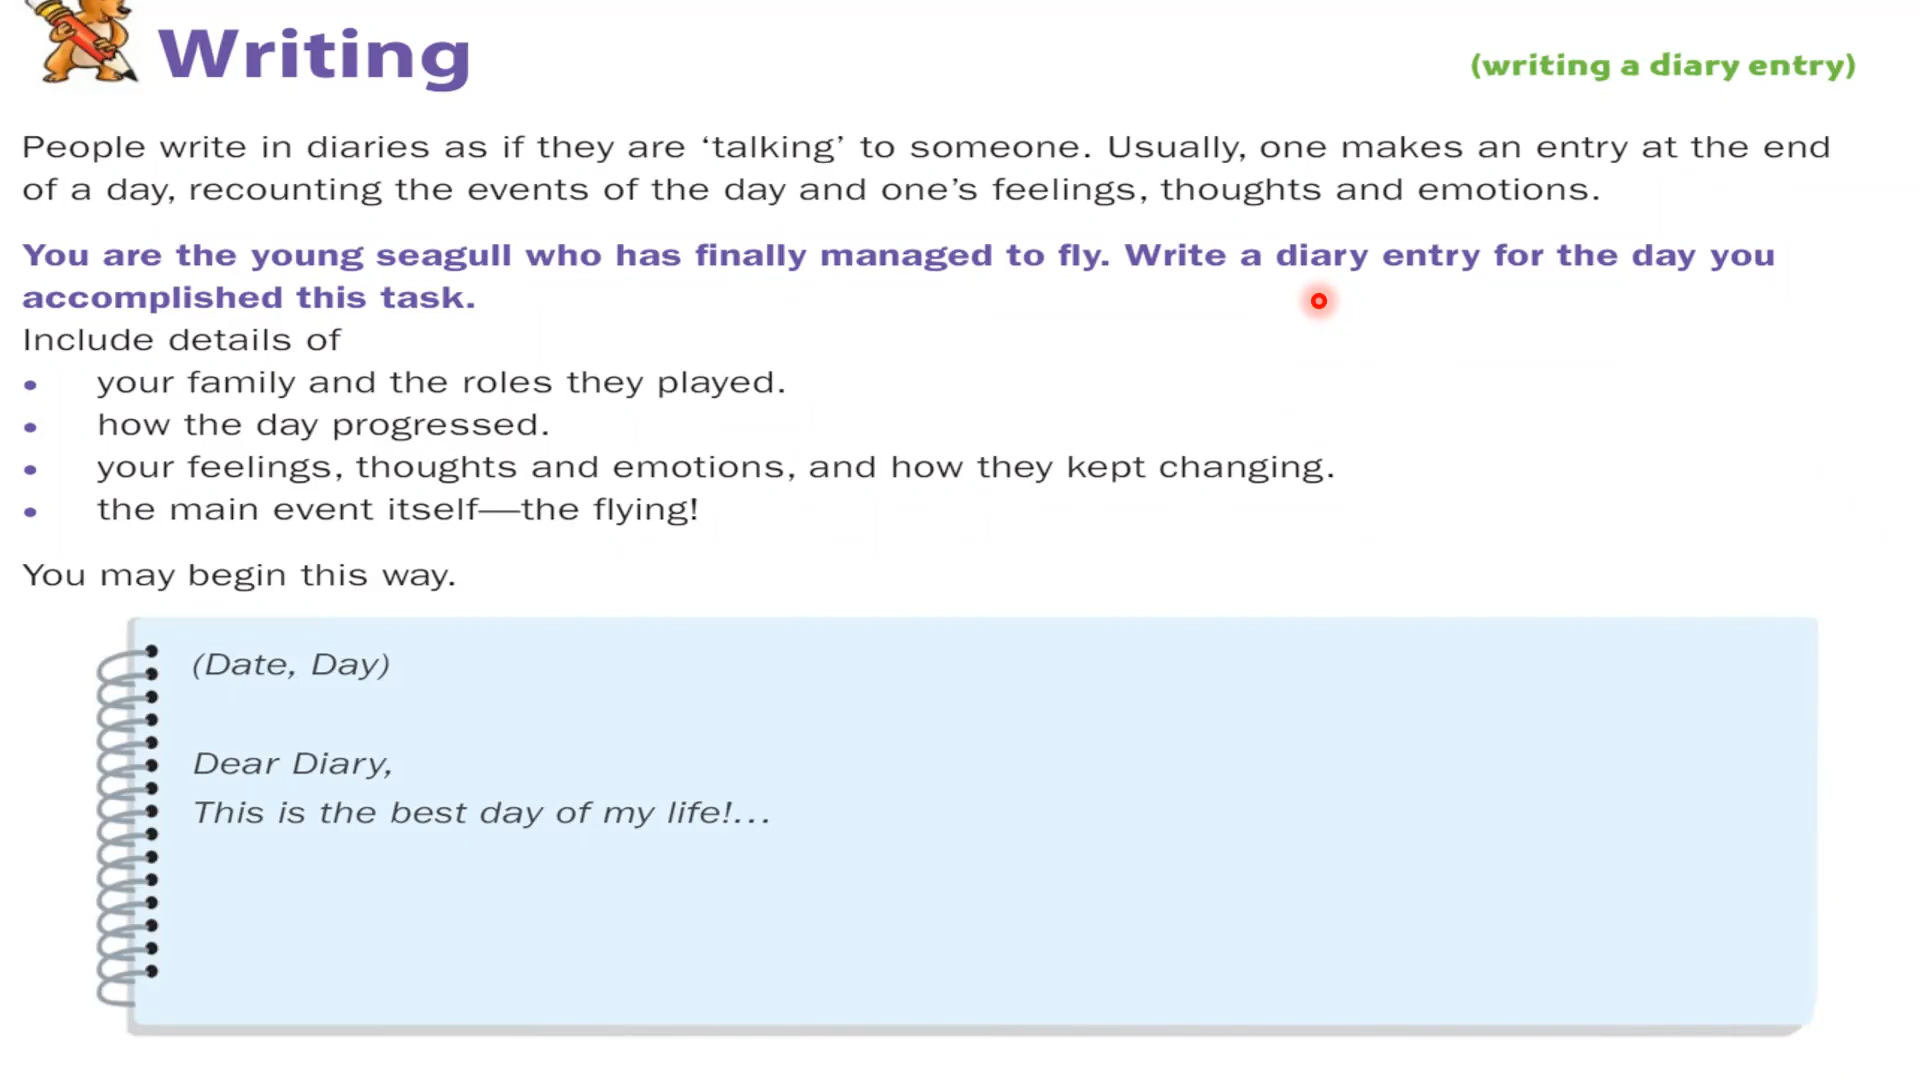 Writing
(writing a diary entry)
People write in diaries as if they are ‘talking’ to someone. Usually, one makes an entry at the end
of a day, recounting the events of the day and one’s feelings, thoughts and emotions.
You are the young seagull who has finally managed to fly. Write a diary entry for the day you
accomplished this task.
Include details of
• your family and the roles they played.
• how the day progressed.
• your feelings, thoughts and emotions, and how they kept changing.
• the main event itself—the flying!
You may begin this way.
(Date, Day)
Dear Diary,
This is the best day of my life!...